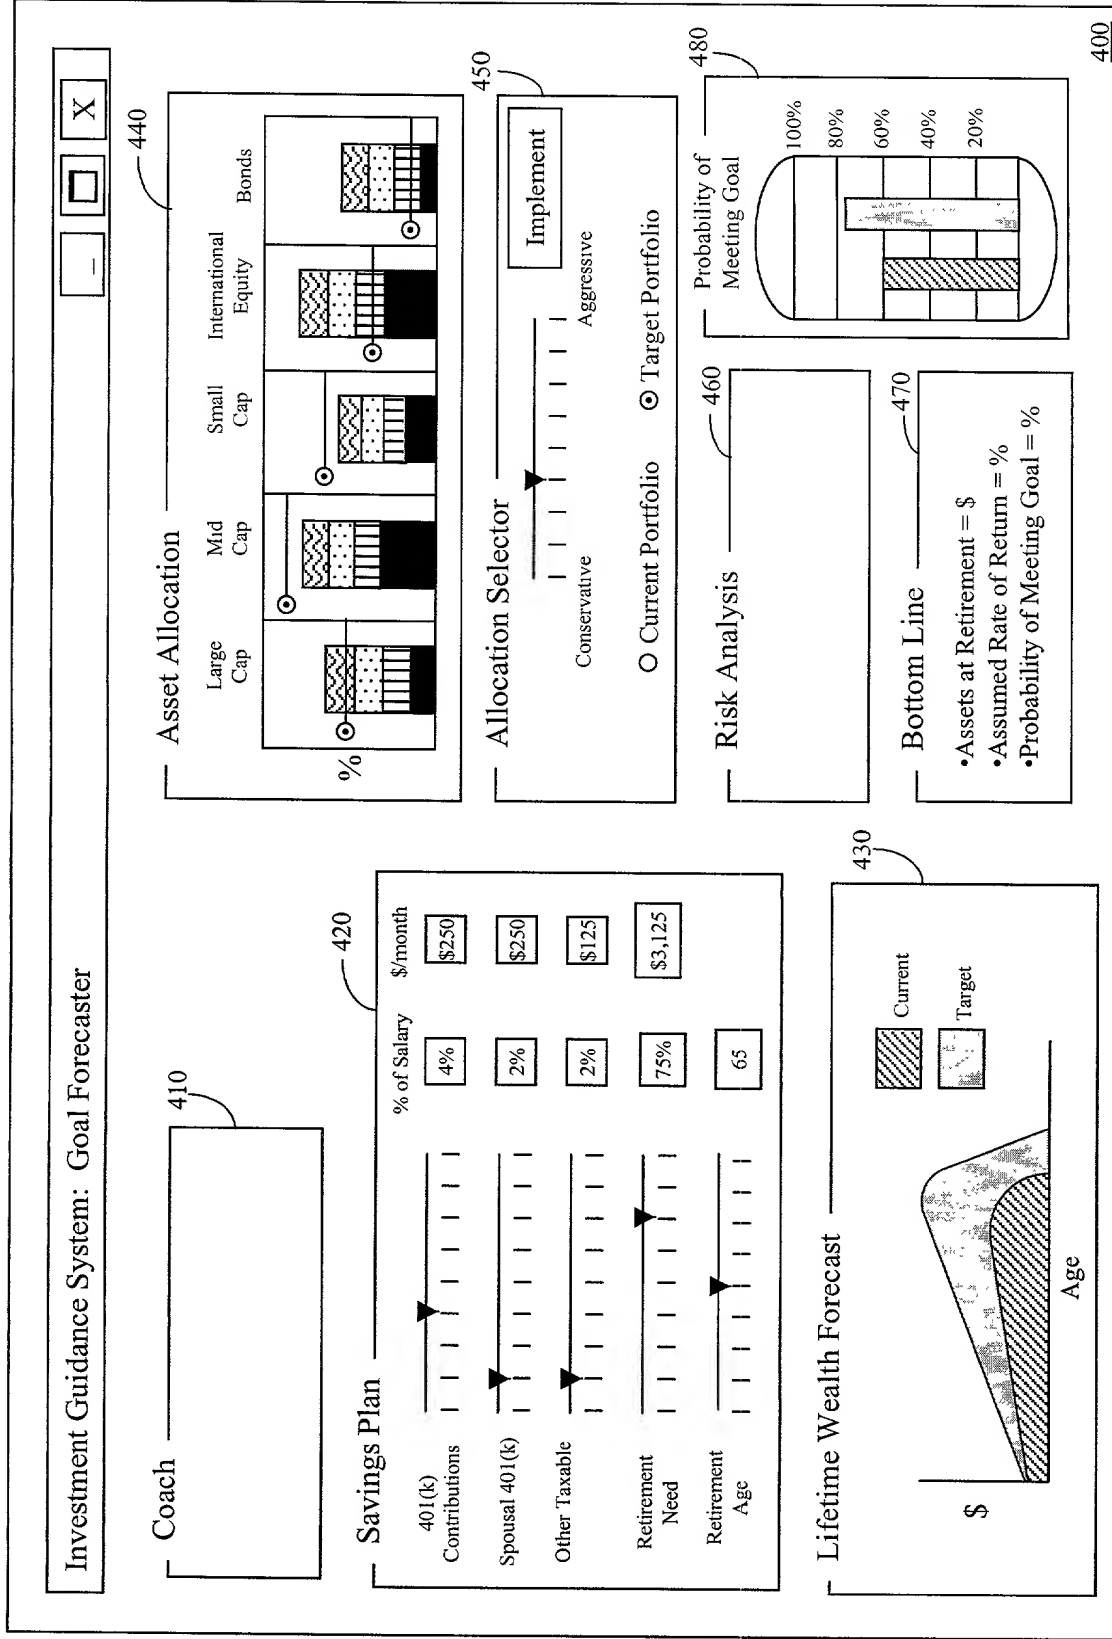 Investment Guidance System: Goal Forecaster
_
X
Coach
410
Savings Plan
420
% of Salary
$/month
401(k)
Contributions
4%
$250
Spousal 401(k)
2%
$250
Other Taxable
2%
$125
Retirement
Need
75%
$3,125
Retirement
Age
65
Lifetime Wealth Forecast
430
$
Current
Target
Age
Asset Allocation
440
Large
Cap
Mid
Cap
Small
Cap
International
Equity
Bonds
%
Allocation Selector
450
Implement
Conservative
Aggressive
Current Portfolio
Target Portfolio
Risk Analysis
460
Bottom Line
470
•Assets at Retirement = $
•Assumed Rate of Return = %
•Probability of Meeting Goal = %
Probability of
Meeting Goal
480
100%
80%
60%
40%
20%
400